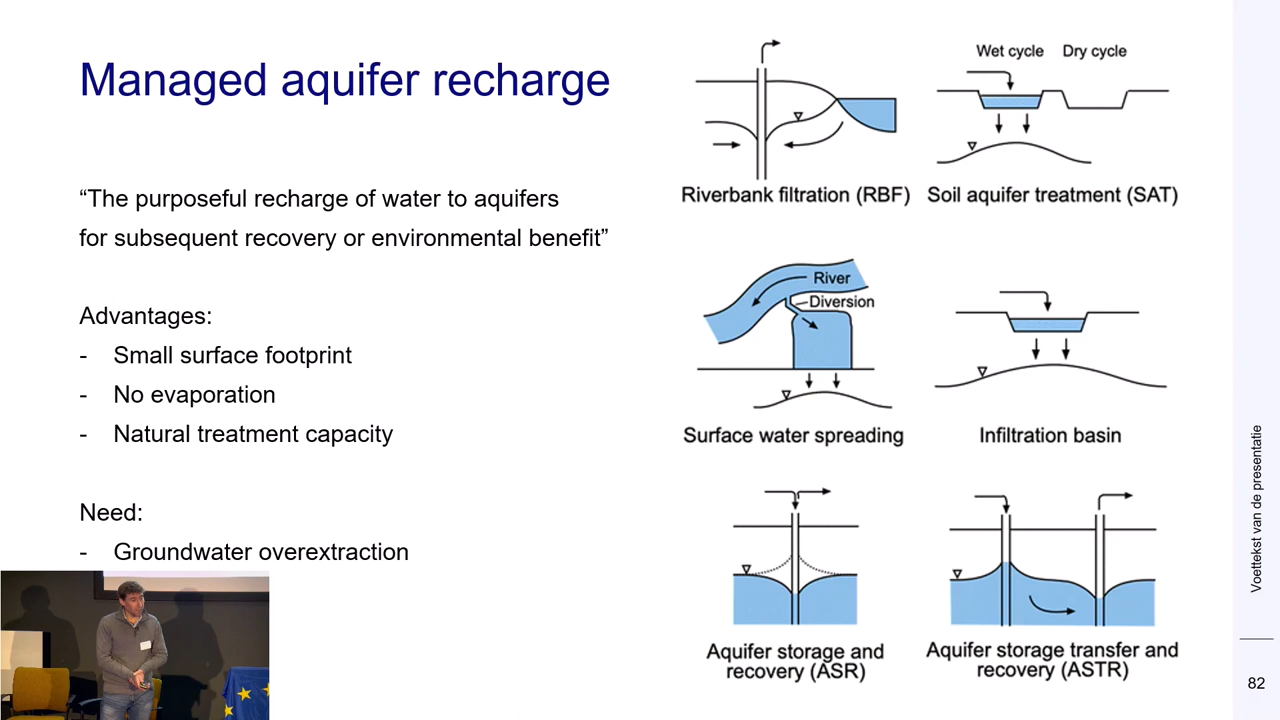 Managed aquifer recharge
“The purposeful recharge of water to aquifers
for subsequent recovery or environmental benefit”
Advantages:
- Small surface footprint
- No evaporation
- Natural treatment capacity
Need:
- Groundwater overextraction
Riverbank filtration (RBF)
Wet cycle
Dry cycle
Soil aquifer treatment (SAT)
River
Diversion
Surface water spreading
Infiltration basin
Aquifer storage and
recovery (ASR)
Aquifer storage transfer and
recovery (ASTR)
Voettekst van de presentatie
82